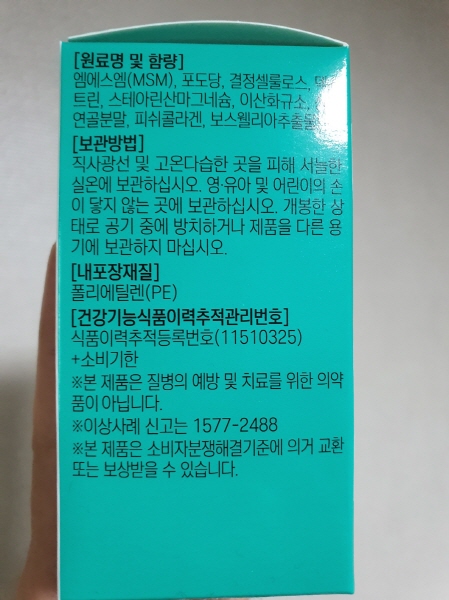 [원료명 및 함량]
엠에스엠(MSM), 포도당, 결정셀룰로스,
트린, 스테아린산마그네슘, 이산화규소,
연골분말, 피쉬콜라겐, 보스웰리아추출물
[보관방법]
직사광선 및 고온다습한 곳을 피해 서늘한
실온에 보관하십시오. 영·유아 및 어린이의 손
이 닿지 않는 곳에 보관하십시오. 개봉한 상
태로 공기 중에 방치하거나 제품을 다른 용
기에 보관하지 마십시오.
[내포장재질]
폴리에틸렌(PE)
[건강기능식품이력추적관리번호]
식품이력추적등록번호(11510325)
+소비기한
※본 제품은 질병의 예방 및 치료를 위한 의약
품이 아닙니다.
※이상사례 신고는 1577-2488
※본 제품은 소비자분쟁해결기준에 의거 교환
또는 보상받을 수 있습니다.